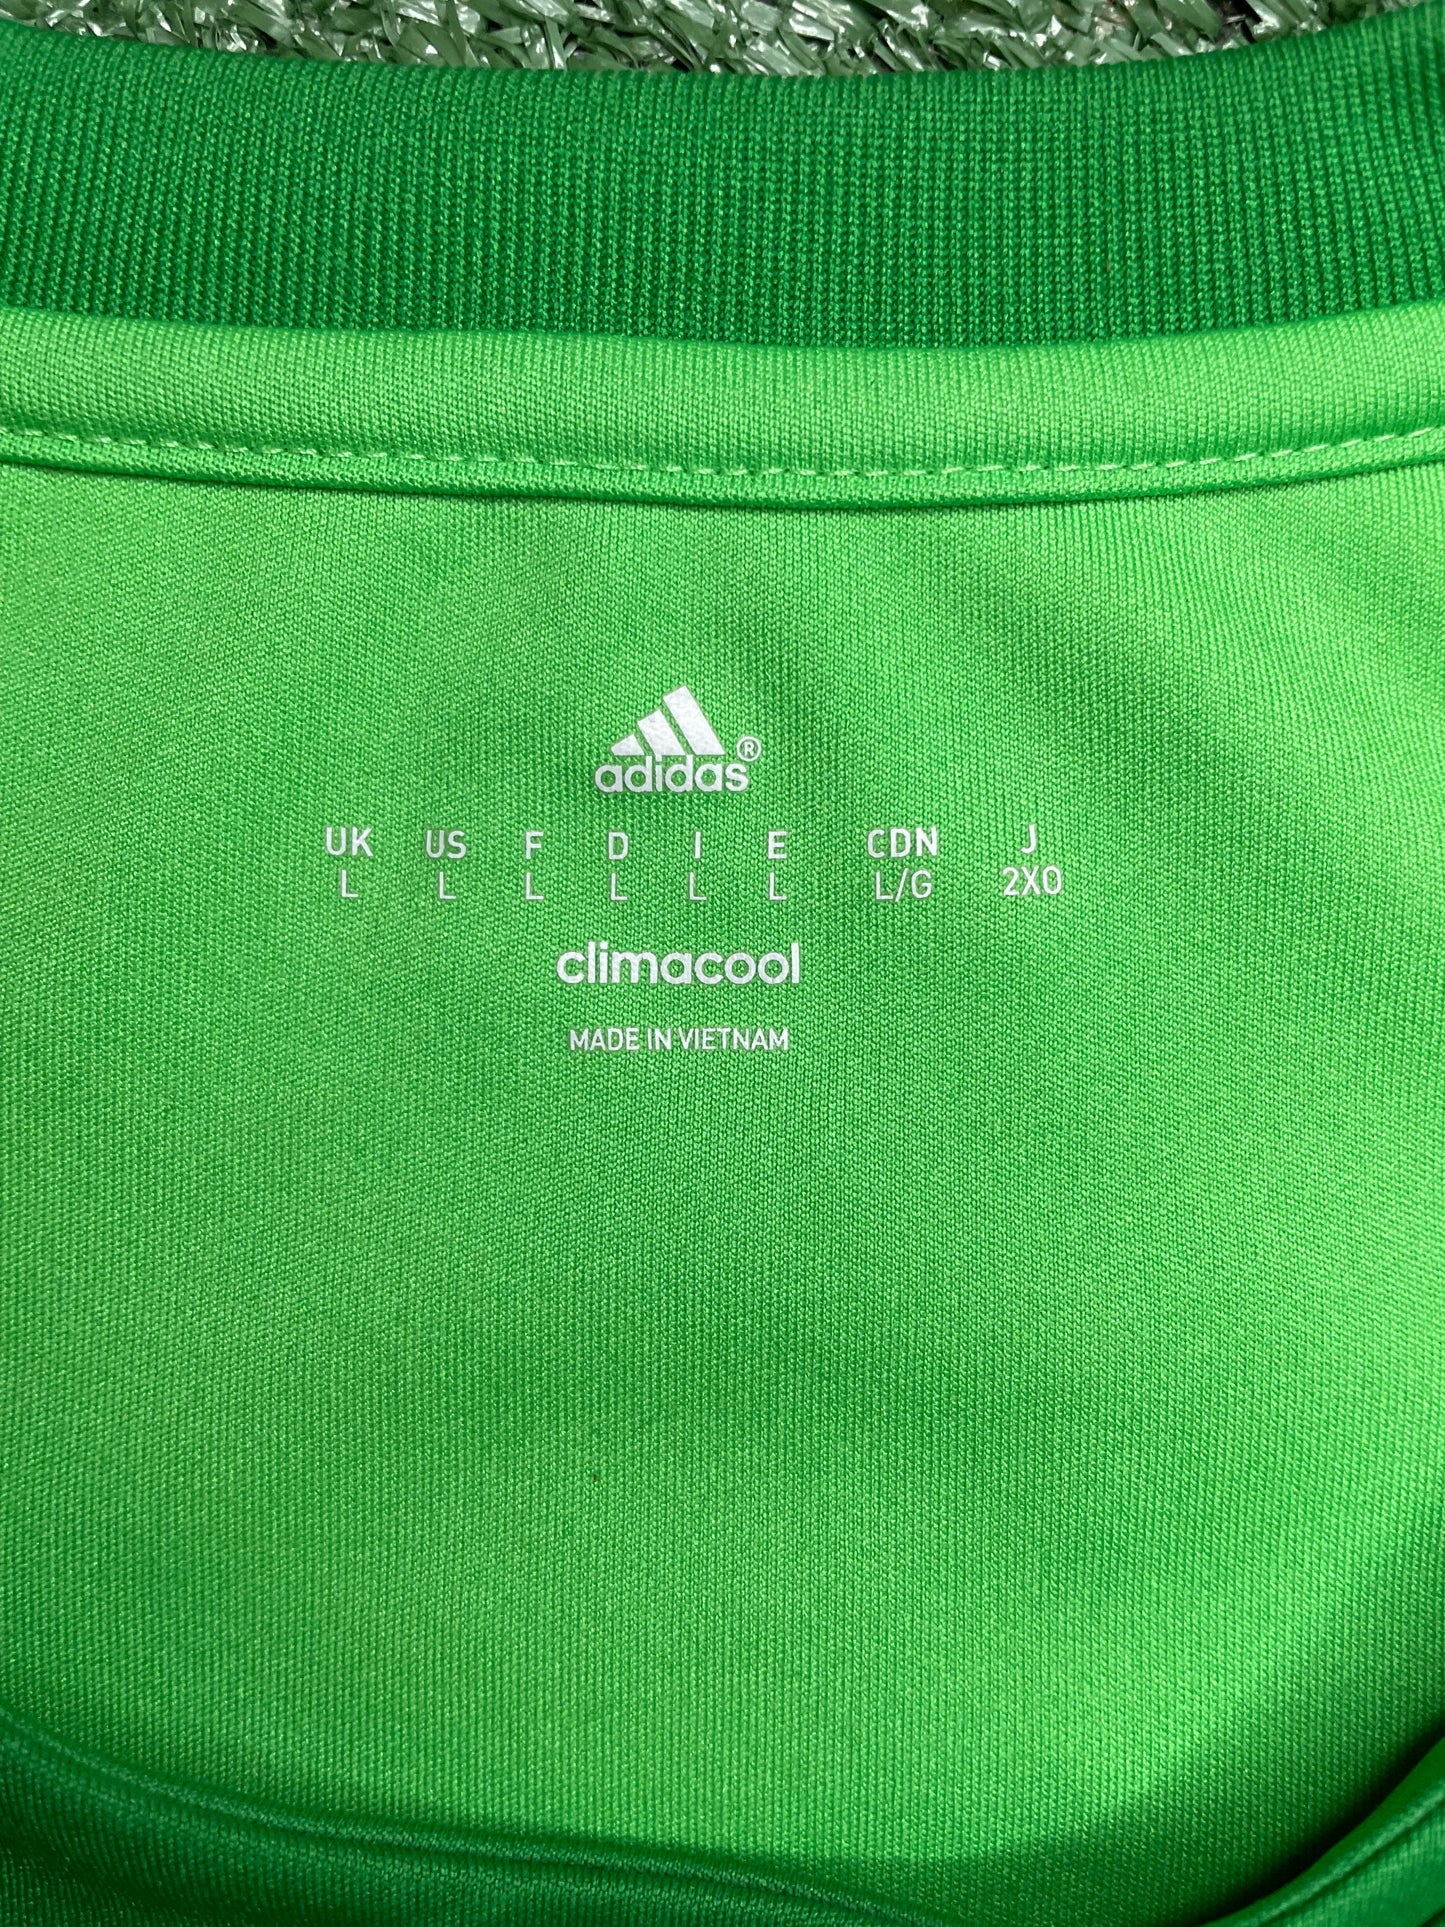 adidas®
UK US F D I E CDN J
L L L L L L L/G 2XO
climacool
MADE IN VIETNAM